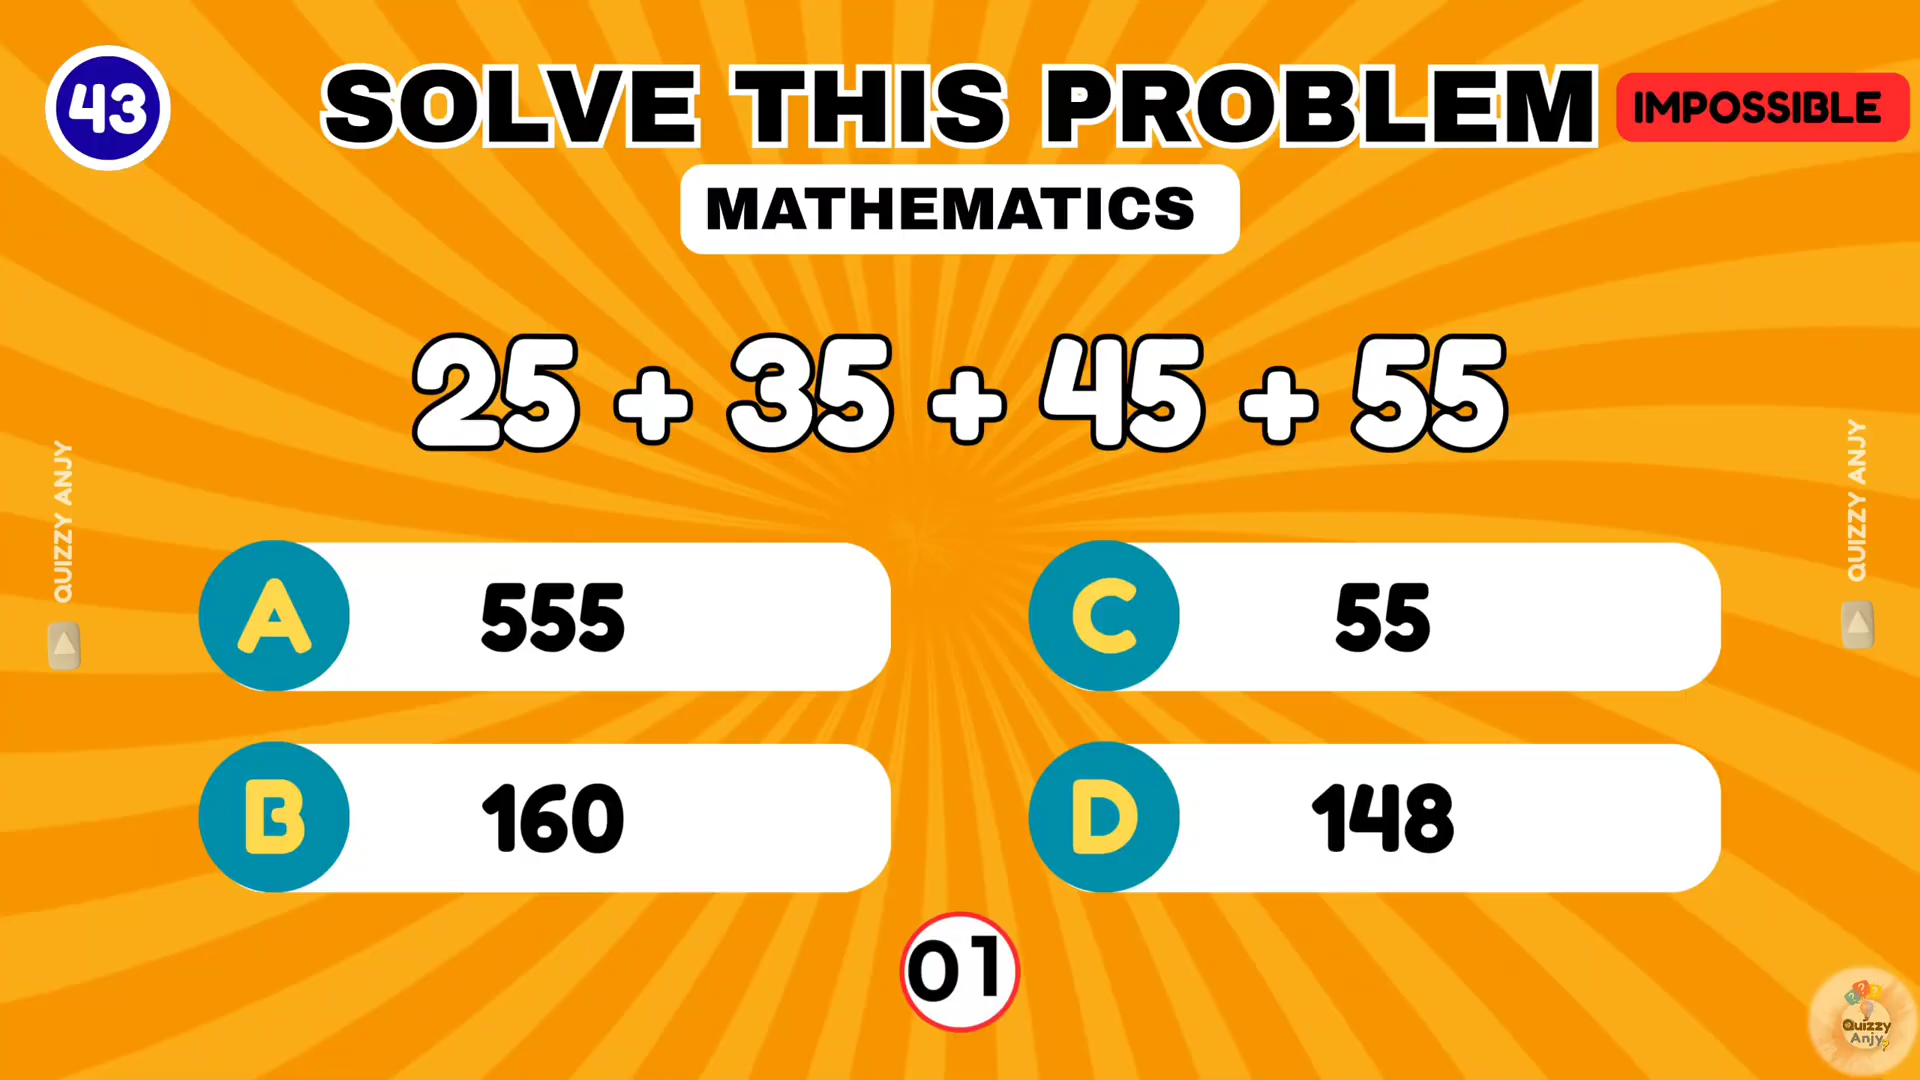 43
SOLVE THIS PROBLEM
IMPOSSIBLE
MATHEMATICS
25 + 35 + 45 + 55
A 555
C 55
B 160
D 148
01
QUIZZY ANJY
QUIZZY ANJY
Quizzy
Anjy?